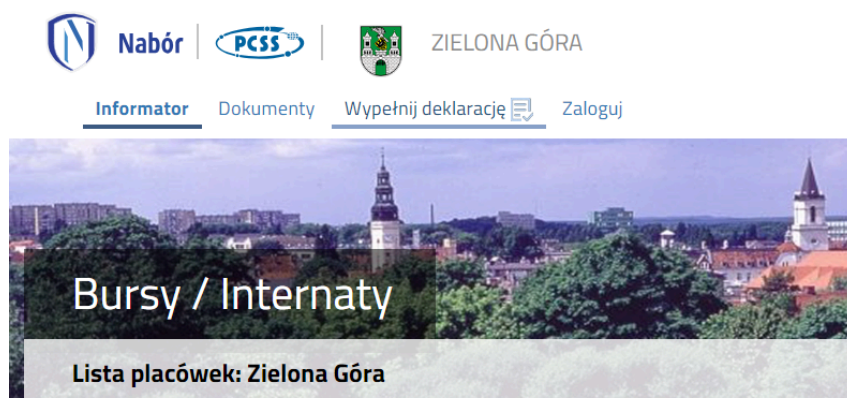 Nabór PCSS ZIELONA GÓRA
Informator Dokumenty Wypełnij deklarację Zaloguj
Bursy / Internaty
Lista placówek: Zielona Góra